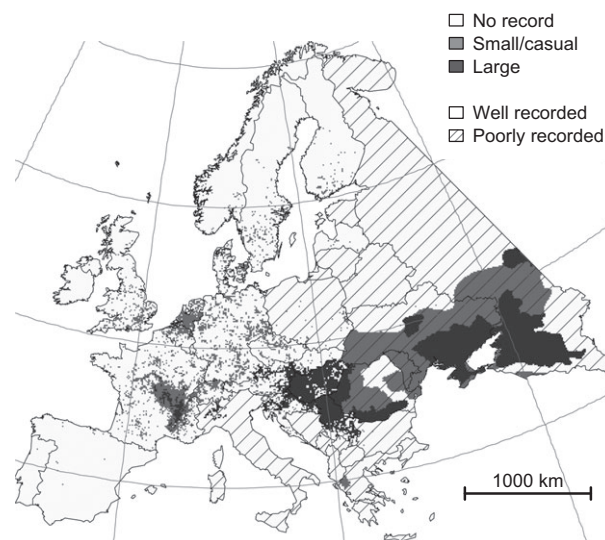 No record
Small/casual
Large
Well recorded
Poorly recorded
1000 km